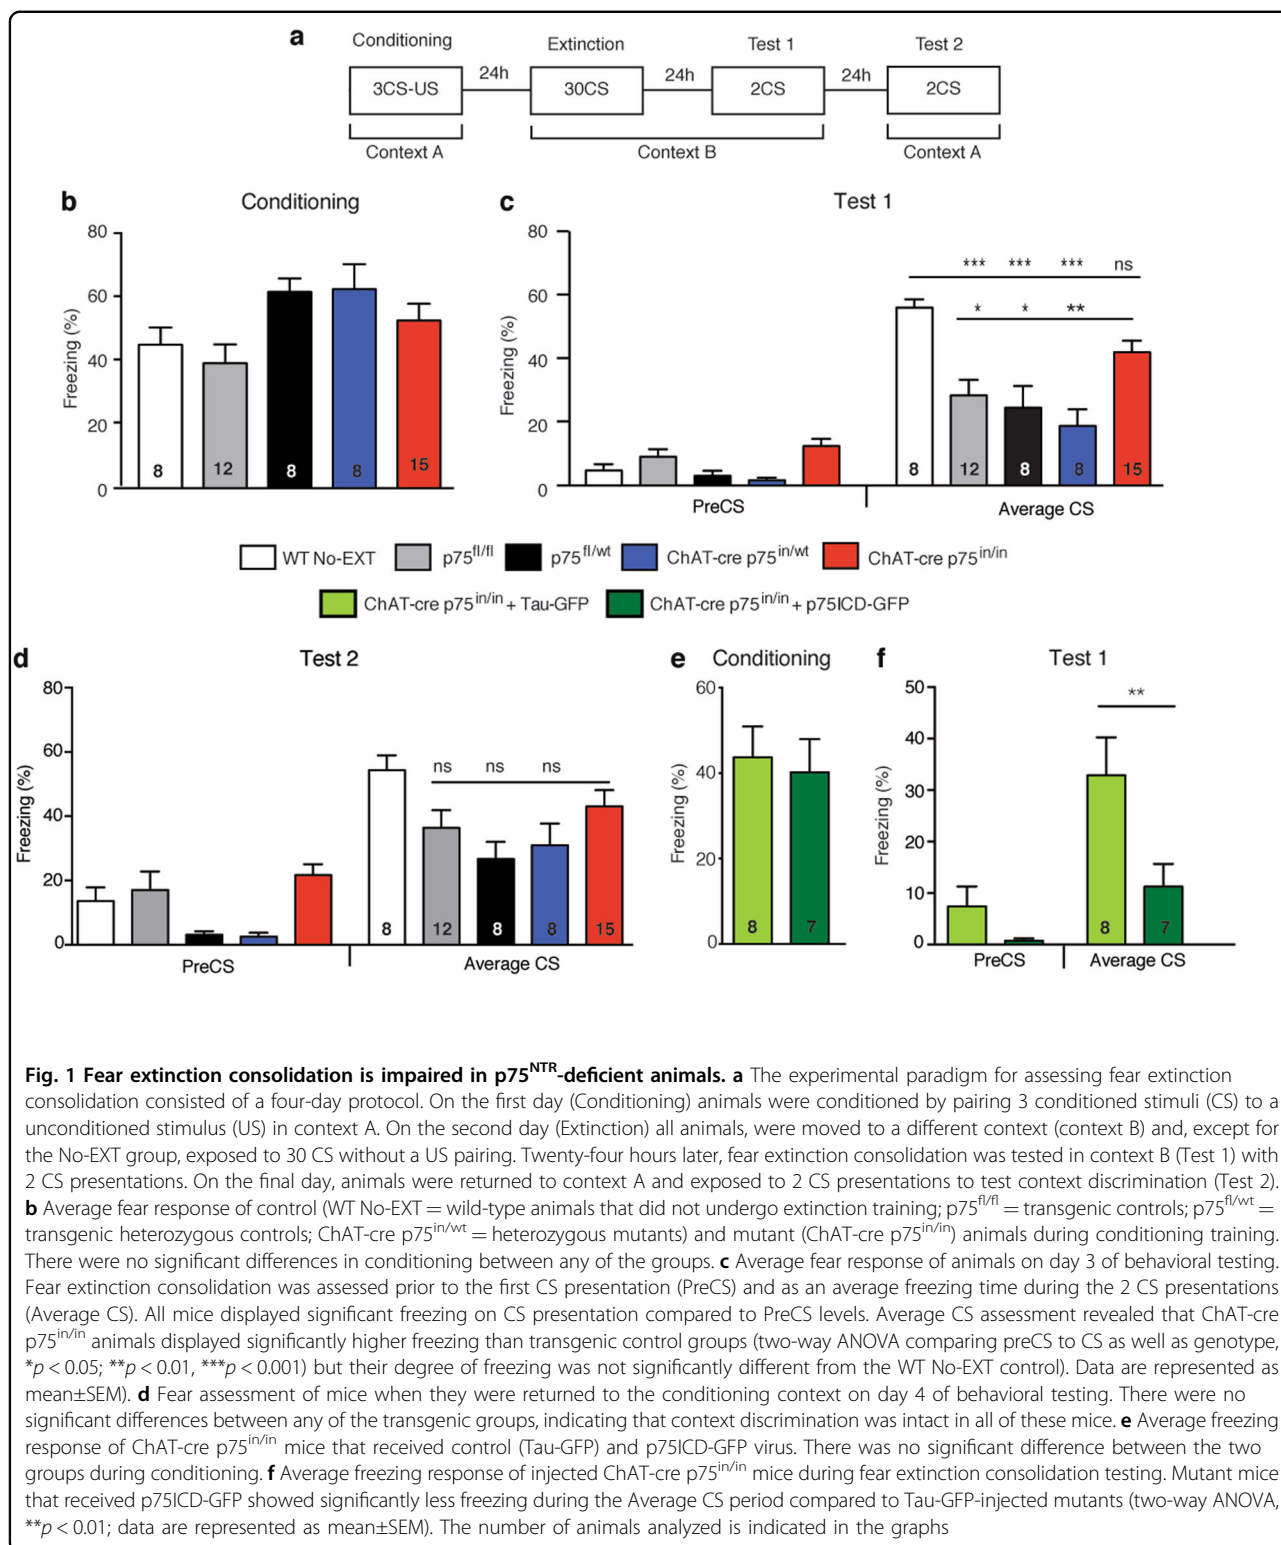 a
Conditioning Extinction Test 1 Test 2
3CS-US 24h 30CS 24h 2CS 24h 2CS
Context A Context B Context A
b Conditioning
Freezing (%)
80
60
40
20
0
8 12 8 8 15
c Test 1
Freezing (%)
80
60
40
20
0
*** *** *** ns
* * **
8 12 8 8 15
PreCS Average CS
WT No-EXT p75fl/fl p75fl/wt ChAT-cre p75in/wt ChAT-cre p75in/in
ChAT-cre p75in/in + Tau-GFP ChAT-cre p75in/in + p75ICD-GFP
d Test 2
Freezing (%)
80
60
40
20
0
ns ns ns
8 12 8 8 15
PreCS Average CS
e Conditioning
Freezing (%)
60
40
20
0
8 7
f Test 1
Freezing (%)
50
40
30
20
10
0
**
8 7
PreCS Average CS
Fig. 1 Fear extinction consolidation is impaired in p75NTR-deficient animals. a The experimental paradigm for assessing fear extinction
consolidation consisted of a four-day protocol. On the first day (Conditioning) animals were conditioned by pairing 3 conditioned stimuli (CS) to a
unconditioned stimulus (US) in context A. On the second day (Extinction) all animals, were moved to a different context (context B) and, except for
the No-EXT group, exposed to 30 CS without a US pairing. Twenty-four hours later, fear extinction consolidation was tested in context B (Test 1) with
2 CS presentations. On the final day, animals were returned to context A and exposed to 2 CS presentations to test context discrimination (Test 2).
b Average fear response of control (WT No-EXT = wild-type animals that did not undergo extinction training; p75fl/fl = transgenic controls; p75fl/wt =
transgenic heterozygous controls; ChAT-cre p75in/wt = heterozygous mutants) and mutant (ChAT-cre p75in/in) animals during conditioning training.
There were no significant differences in conditioning between any of the groups. c Average fear response of animals on day 3 of behavioral testing.
Fear extinction consolidation was assessed prior to the first CS presentation (PreCS) and as an average freezing time during the 2 CS presentations
(Average CS). All mice displayed significant freezing on CS presentation compared to PreCS levels. Average CS assessment revealed that ChAT-cre
p75in/in animals displayed significantly higher freezing than transgenic control groups (two-way ANOVA comparing preCS to CS as well as genotype,
*p < 0.05; **p < 0.01, ***p < 0.001) but their degree of freezing was not significantly different from the WT No-EXT control). Data are represented as
mean±SEM). d Fear assessment of mice when they were returned to the conditioning context on day 4 of behavioral testing. There were no
significant differences between any of the transgenic groups, indicating that context discrimination was intact in all of these mice. e Average freezing
response of ChAT-cre p75in/in mice that received control (Tau-GFP) and p75ICD-GFP virus. There was no significant difference between the two
groups during conditioning. f Average freezing response of injected ChAT-cre p75in/in mice during fear extinction consolidation testing. Mutant mice
that received p75ICD-GFP showed significantly less freezing during the Average CS period compared to Tau-GFP-injected mutants (two-way ANOVA,
**p < 0.01; data are represented as mean±SEM). The number of animals analyzed is indicated in the graphs